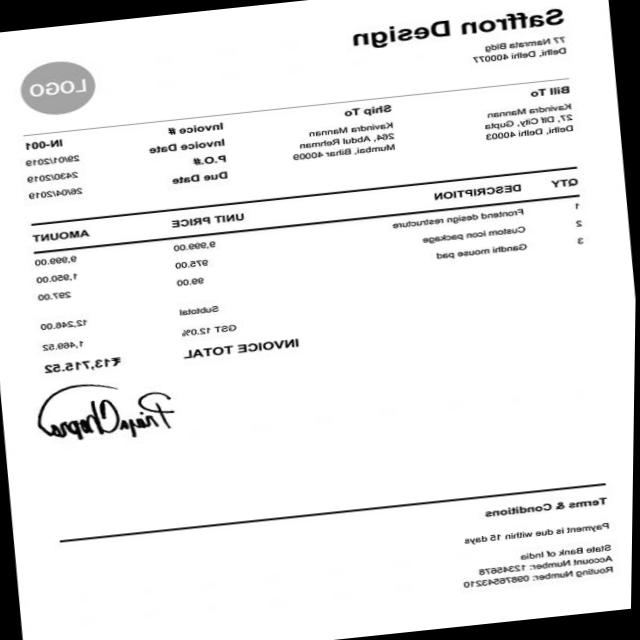 Saffron Design
77 Namrata Bldg
Delhi, Delhi 400077
LOGO
Bill To
Kavindra Mannan
27, Dlf City, Gupta
Delhi, Delhi 40003
Ship To
Kavindra Mannan
264, Abdul Rehman
Mumbai, Bihar 40009
Invoice # IN-001
Invoice Date 29/01/2019
P.O.# 2430/2019
Due Date 26/04/2019
QTY DESCRIPTION UNIT PRICE AMOUNT
1 Frontend design restructure 9,999.00 9,999.00
2 Custom icon package 975.00 1,950.00
3 Gandhi mouse pad 99.00 297.00
Subtotal 12,246.00
GST 12.0% 1,469.52
INVOICE TOTAL ₹13,715.52
Priya Chopra
Terms & Conditions
Payment is due within 15 days
State Bank of India
Account Number: 12345678
Routing Number: 09876543210